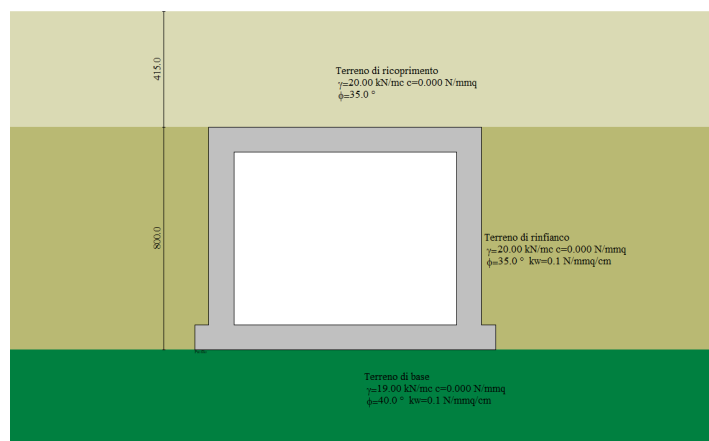 415.0
Terreno di ricoprimento
γ=20.00 kN/mc c=0.000 N/mmq
ϕ=35.0 °
800.0
Terreno di rinfianco
γ=20.00 kN/mc c=0.000 N/mmq
ϕ=35.0 ° kw=0.1 N/mmq/cm
Terreno di base
γ=19.00 kN/mc c=0.000 N/mmq
ϕ=40.0 ° kw=0.1 N/mmq/cm